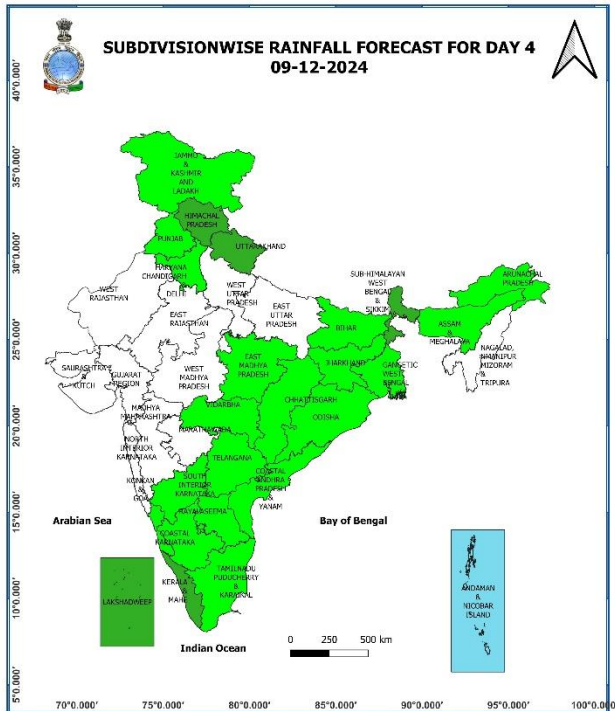 SUBDIVISIONWISE RAINFALL FORECAST FOR DAY 4
09-12-2024
40°0.000'
35°0.000'
30°0.000'
25°0.000'
20°0.000'
15°0.000'
10°0.000'
5°0.000'
JAMMO
&
KASHMIR
AND
LADAKH
HIMACHAL
PRADESH
PUNJAB
UTTARAKHAND
HARYANA
CHANDIGARH
&
DELHI
WEST
RAJASTHAN
WEST
UTTAR
PRADESH
EAST
UTTAR
PRADESH
EAST
RAJASTHAN
SUB-HIMALAYAN
WEST
BENGAL
&
SIKKIM
ARUNACHAL
PRADESH
ASSAM
&
MEGHALAYA
MIZORAM
&
TRIPURA
BIHAR
JHARKHAND
GANGETIC
WEST
BENGAL
SAURASHTRA
&
KUTCH
GUJARAT
REGION
WEST
MADHYA
PRADESH
EAST
MADHYA
PRADESH
CHHATTISGARH
ODISHA
VIDARBHA
MADHYA
MAHARASHTRA
MARATHAWADA
NORTH
INTERIOR
KARNATAKA
TELANGANA
KONKAN
&
GOA
SOUTH
INTERIOR
KARNATAKA
COASTAL
ANDHRA
PRADESH
&
YANAM
RAYALASEEMA
COASTAL
KARNATAKA
TAMILNADU
PUDUCHERRY
&
KARAIKAL
KERALA
&
MAHE
LAKSHADWEEP
ANDAMAN
&
NICOBAR
ISLAND
Arabian Sea
Bay of Bengal
Indian Ocean
0 250 500 km
70°0.000' 75°0.000' 80°0.000' 85°0.000' 90°0.000' 95°0.000' 100°0.000'